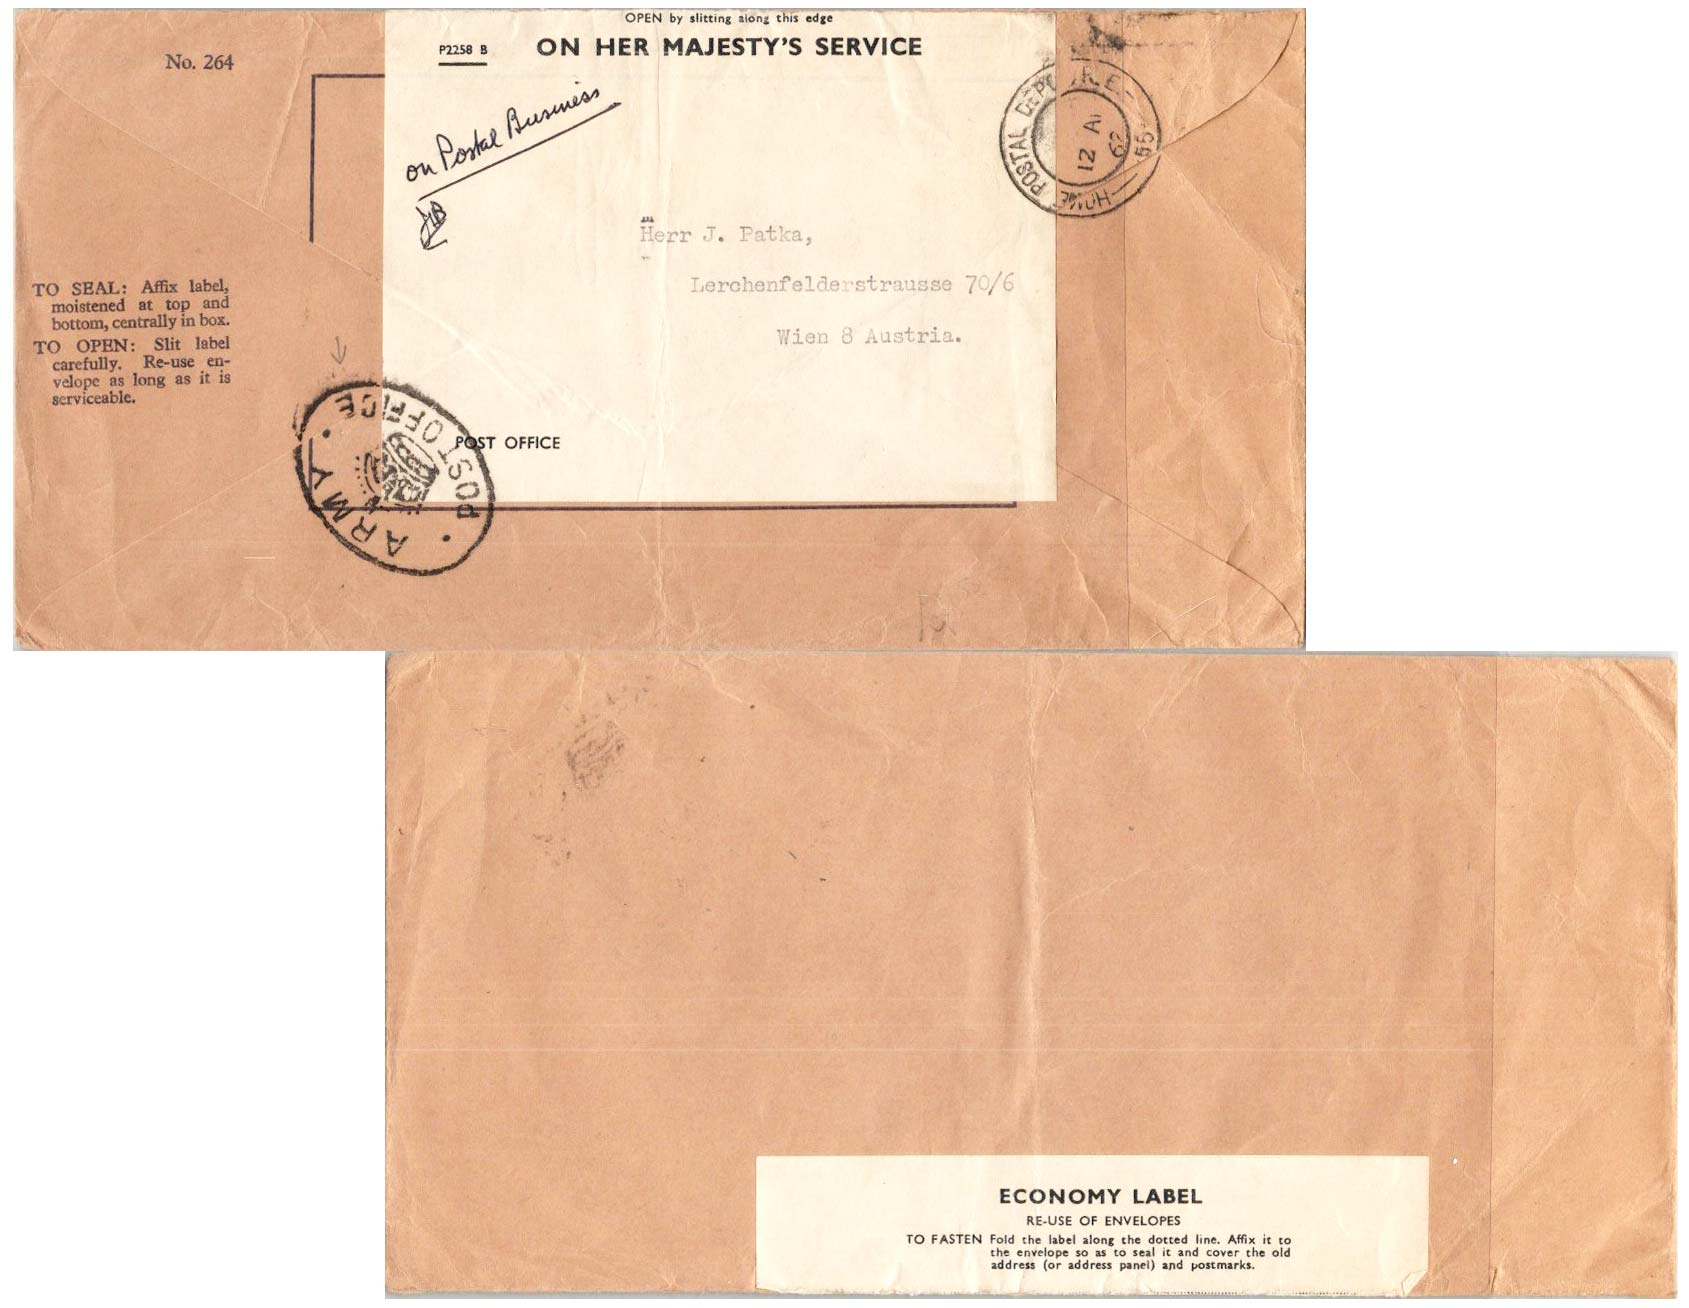 No. 264
OPEN by slitting along this edge
P2258 B
ON HER MAJESTY'S SERVICE
on Postal Business
HOME POSTAL DEPOT R.E.
55
12 A
62
Herr J. Patka,
Lerchenfelderstrausse 70/6
Wien 8 Austria.
TO SEAL: Affix label,
moistened at top and
bottom, centrally in box.
TO OPEN: Slit label
carefully. Re-use en-
velope as long as it is
serviceable.
ARMY · POST OFFICE ·
POST OFFICE
ECONOMY LABEL
RE-USE OF ENVELOPES
TO FASTEN Fold the label along the dotted line. Affix it to
the envelope so as to seal it and cover the old
address (or address panel) and postmarks.